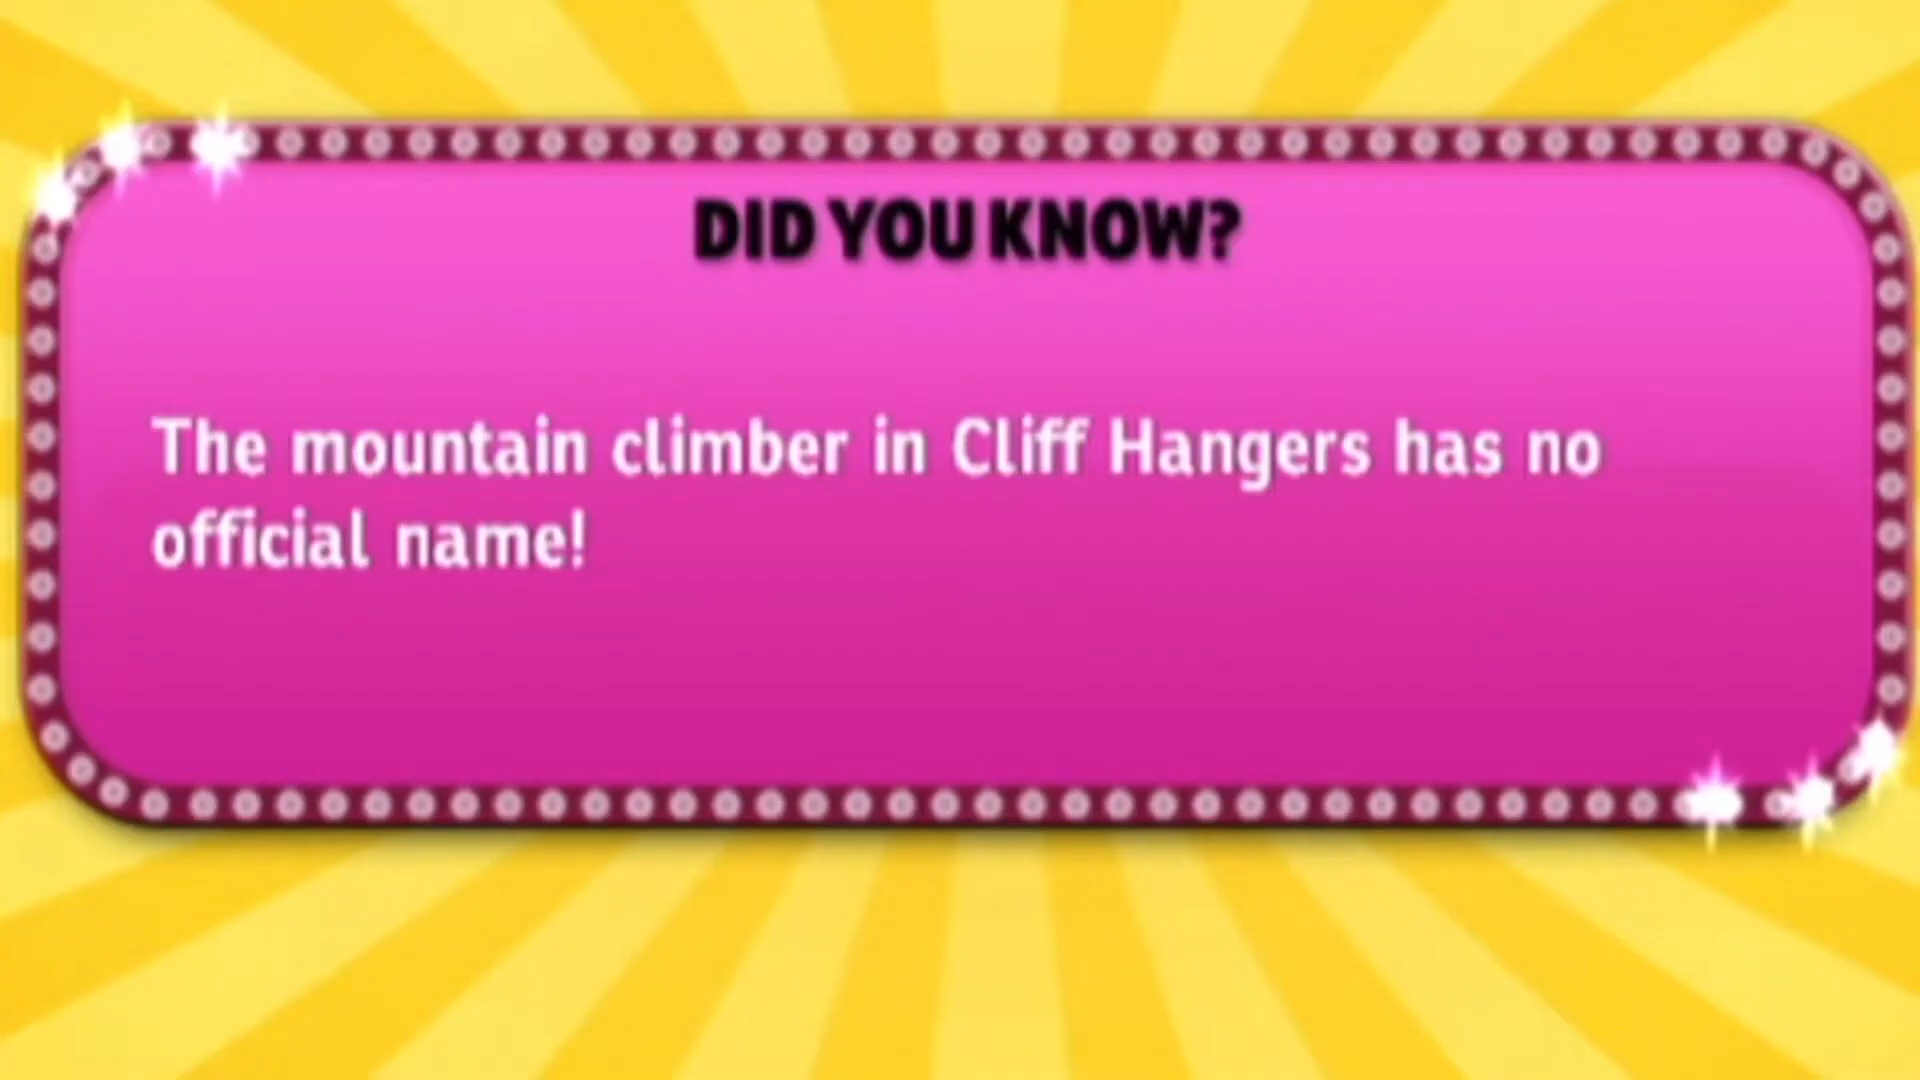 DID YOU KNOW?
The mountain climber in Cliff Hangers has no
official name!